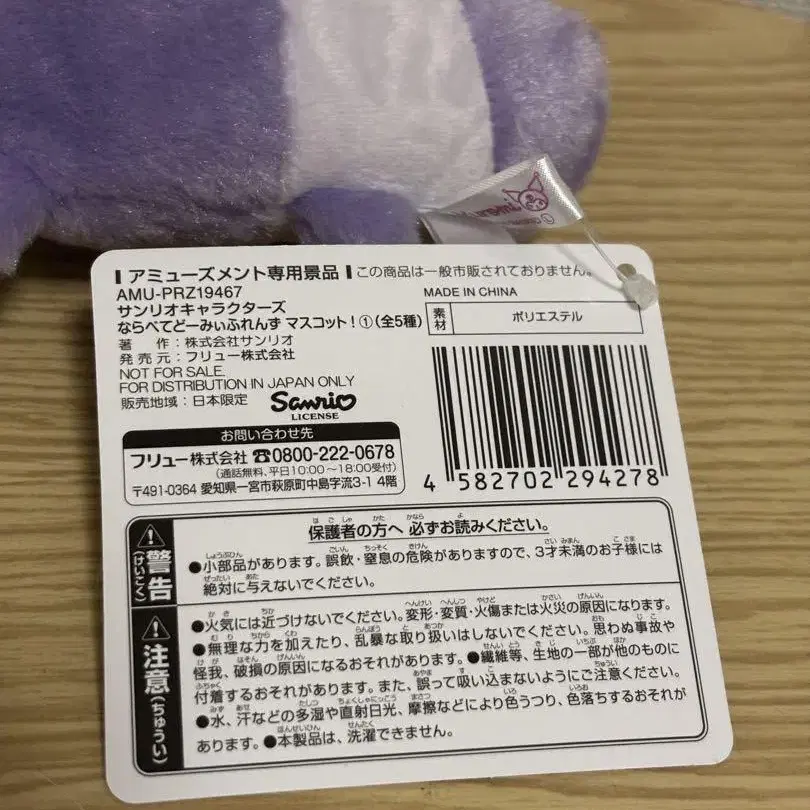 Kuromi
アミューズメント専用景品 この商品は一般市販されておりません。
AMU-PRZ19467
サンリオキャラクターズ
ならべてどーみぃふれんず マスコット!①(全5種)
著 作:株式会社サンリオ
発売元:フリュー株式会社
NOT FOR SALE.
FOR DISTRIBUTION IN JAPAN ONLY
販売地域:日本限定
Sanrio
LICENSE
MADE IN CHINA
素材 ポリエステル
4 582702 294278
お問い合わせ先
フリュー株式会社 ☎0800-222-0678
(通話無料、平日10:00〜18:00受付)
〒491-0364 愛知県一宮市萩原町中島字流3-1 4階
警告(けいこく)
保護者の方へ 必ずお読みください。
●小部品があります。誤飲・窒息の危険がありますので、3才未満のお子様には
絶対に与えないでください。
注意(ちゅうい)
●火気には近づけないでください。変形・変質・火傷または火災の原因になります。
●無理な力を加えたり、乱暴な取り扱いはしないでください。思わぬ事故や
怪我、破損の原因になるおそれがあります。●繊維等、生地の一部が他のものに
付着するおそれがあります。また、誤って吸い込まないようにご注意ください。
●水、汗などの多湿や直射日光、摩擦などにより色うつり、色落ちするおそれが
あります。●本製品は、洗濯できません。